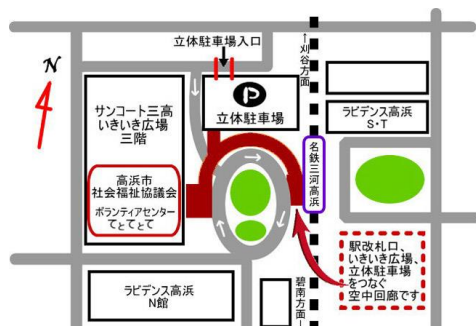 立体駐車場入口
↑刈谷方面
N
サンコート三高
いきいき広場
三階
P
立体駐車場
ラビデンス高浜
S・T
名鉄三河高浜
高浜市
社会福祉協議会
ボランティアセンター
てとてとて
駅改札口、
いきいき広場、
立体駐車場
をつなぐ
空中回廊です
ラビデンス高浜
N館
碧南方面↓